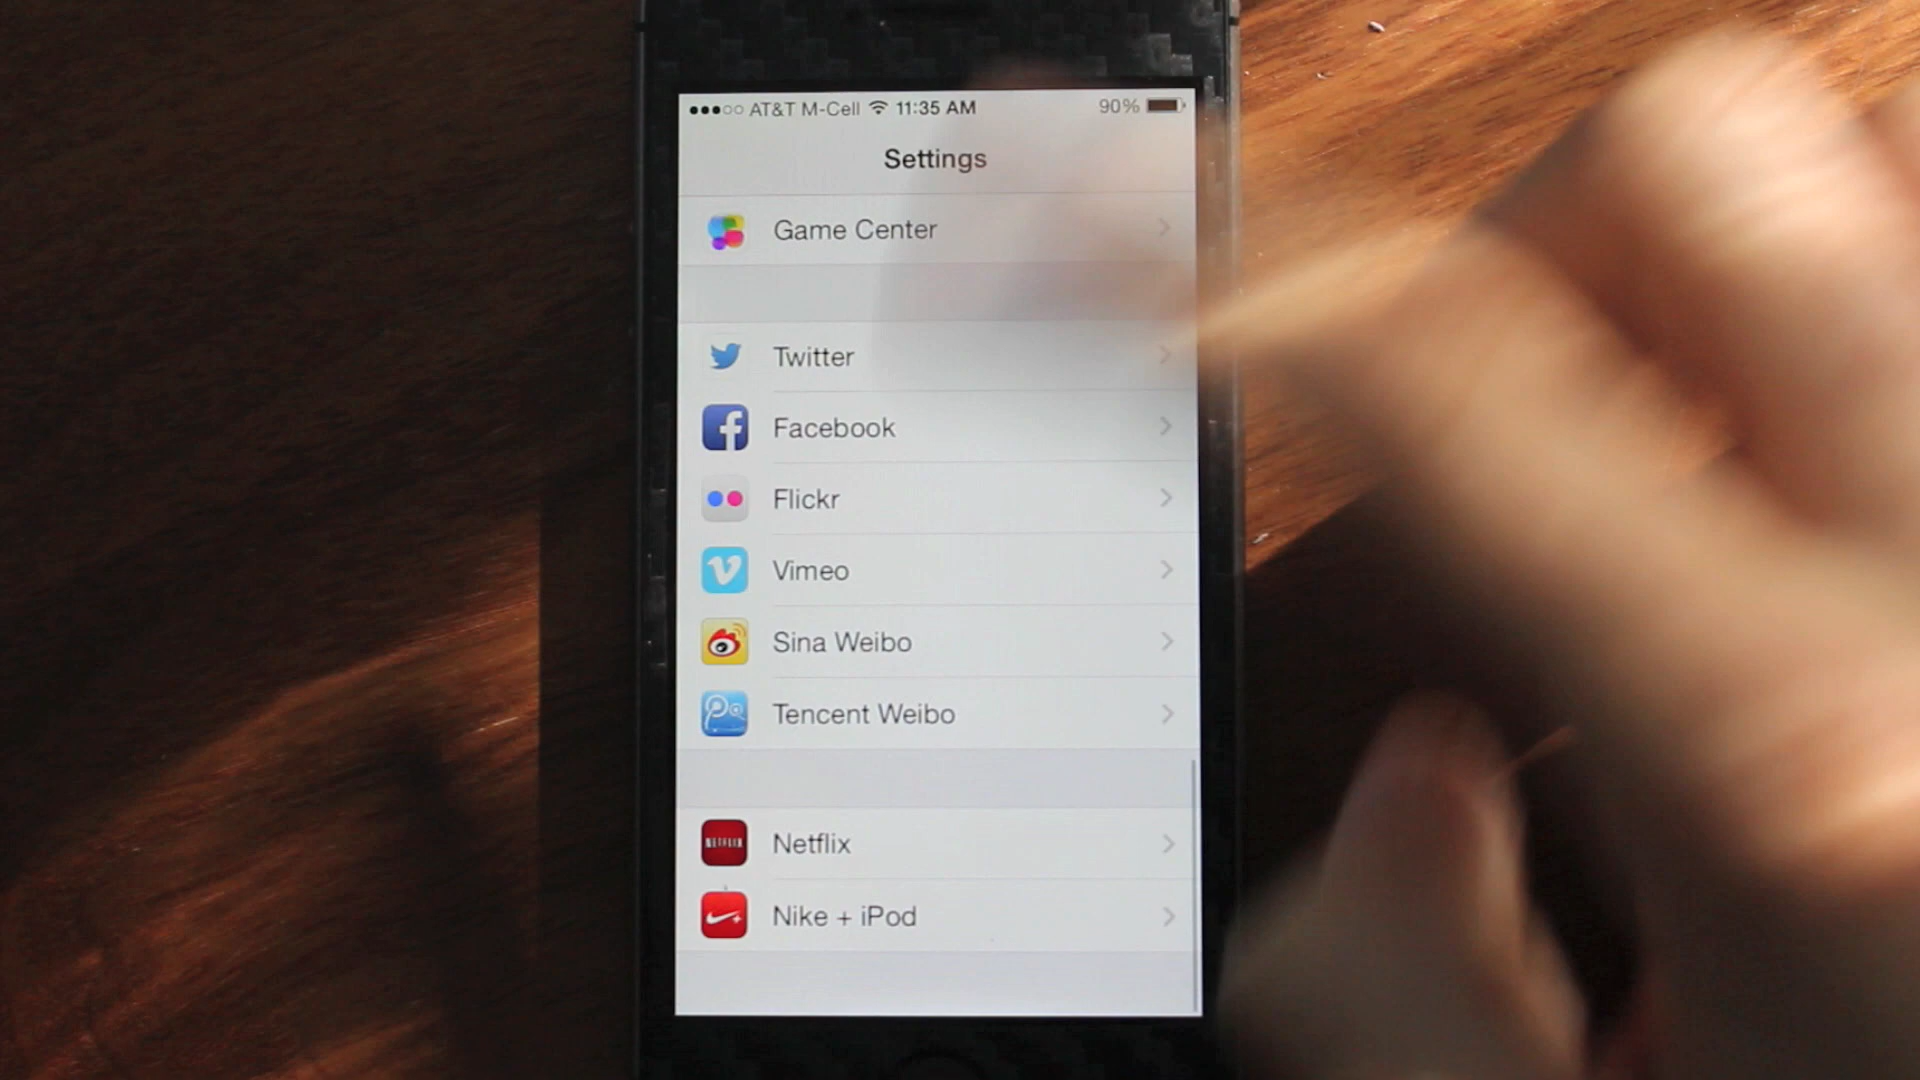 AT&T M-Cell 11:35 AM 90%
Settings
Game Center
Twitter
Facebook
Flickr
Vimeo
Sina Weibo
Tencent Weibo
NETFLIX Netflix
Nike + iPod